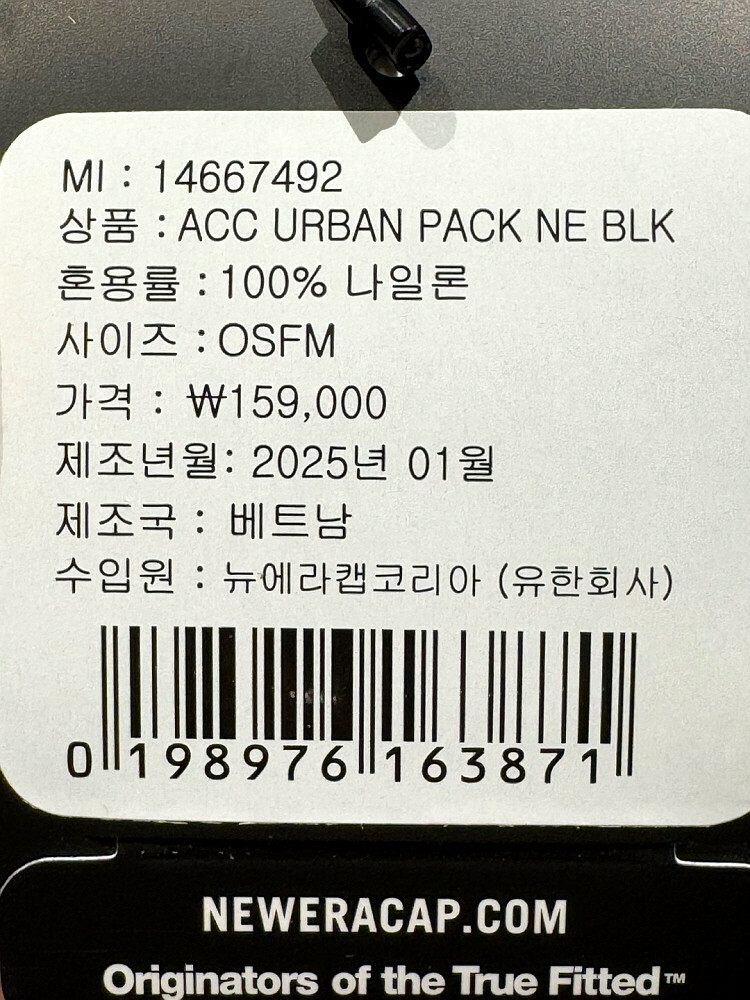 MI : 14667492
상품 : ACC URBAN PACK NE BLK
혼용률 : 100% 나일론
사이즈 : OSFM
가격 : ₩159,000
제조년월: 2025년 01월
제조국 : 베트남
수입원 : 뉴에라캡코리아 (유한회사)
0 198976 163871
NEWERACAP.COM
Originators of the True Fitted™